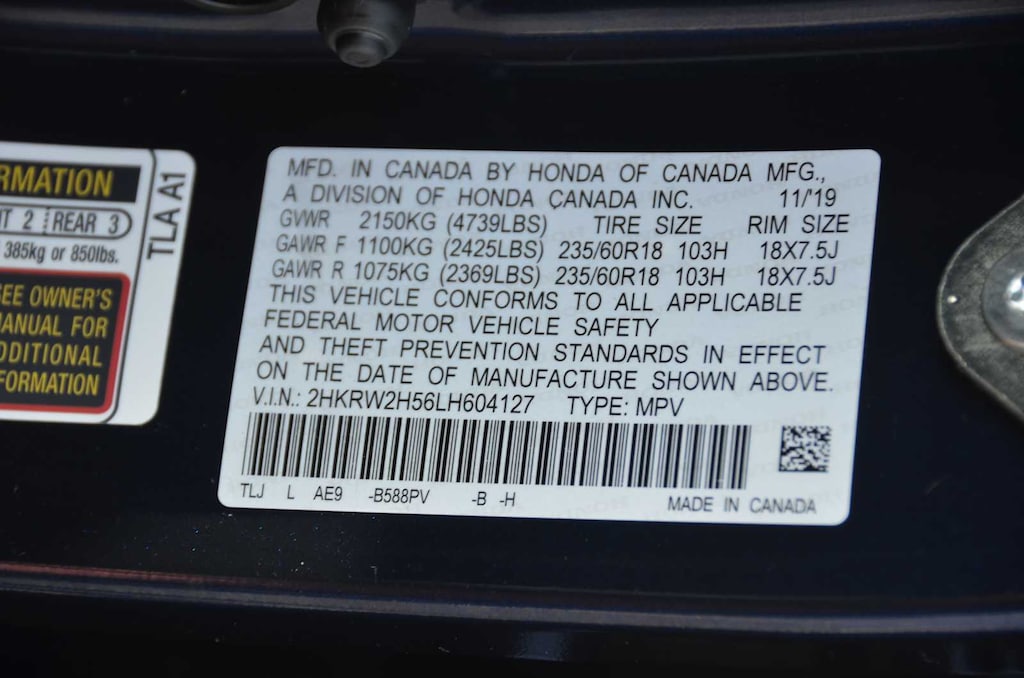 RMATION
T 2 REAR 3
385kg or 850lbs.
SEE OWNER'S
MANUAL FOR
DDITIONAL
FORMATION
TLA A1
MFD. IN CANADA BY HONDA OF CANADA MFG.,
A DIVISION OF HONDA CANADA INC. 11/'19
GWWR 2150KG (4739LBS) TIRE SIZE RIM SIZE
GAWR F 1100KG (2425LBS) 235/60R18 103H 18X7.5J
GAWR R 1075KG (2369LBS) 235/60R18 103H 18X7.5J
THIS VEHICLE CONFORMS TO ALL APPLICABLE
FEDERAL MOTOR VEHICLE SAFETY
AND THEFT PREVENTION STANDARDS IN EFFECT
ON THE DATE OF MANUFACTURE SHOWN ABOVE.
V.I.N.: 2HKRW2H56LH604127 TYPE: MPV
TLJ L AE9 -B588PV -B -H MADE IN CANADA